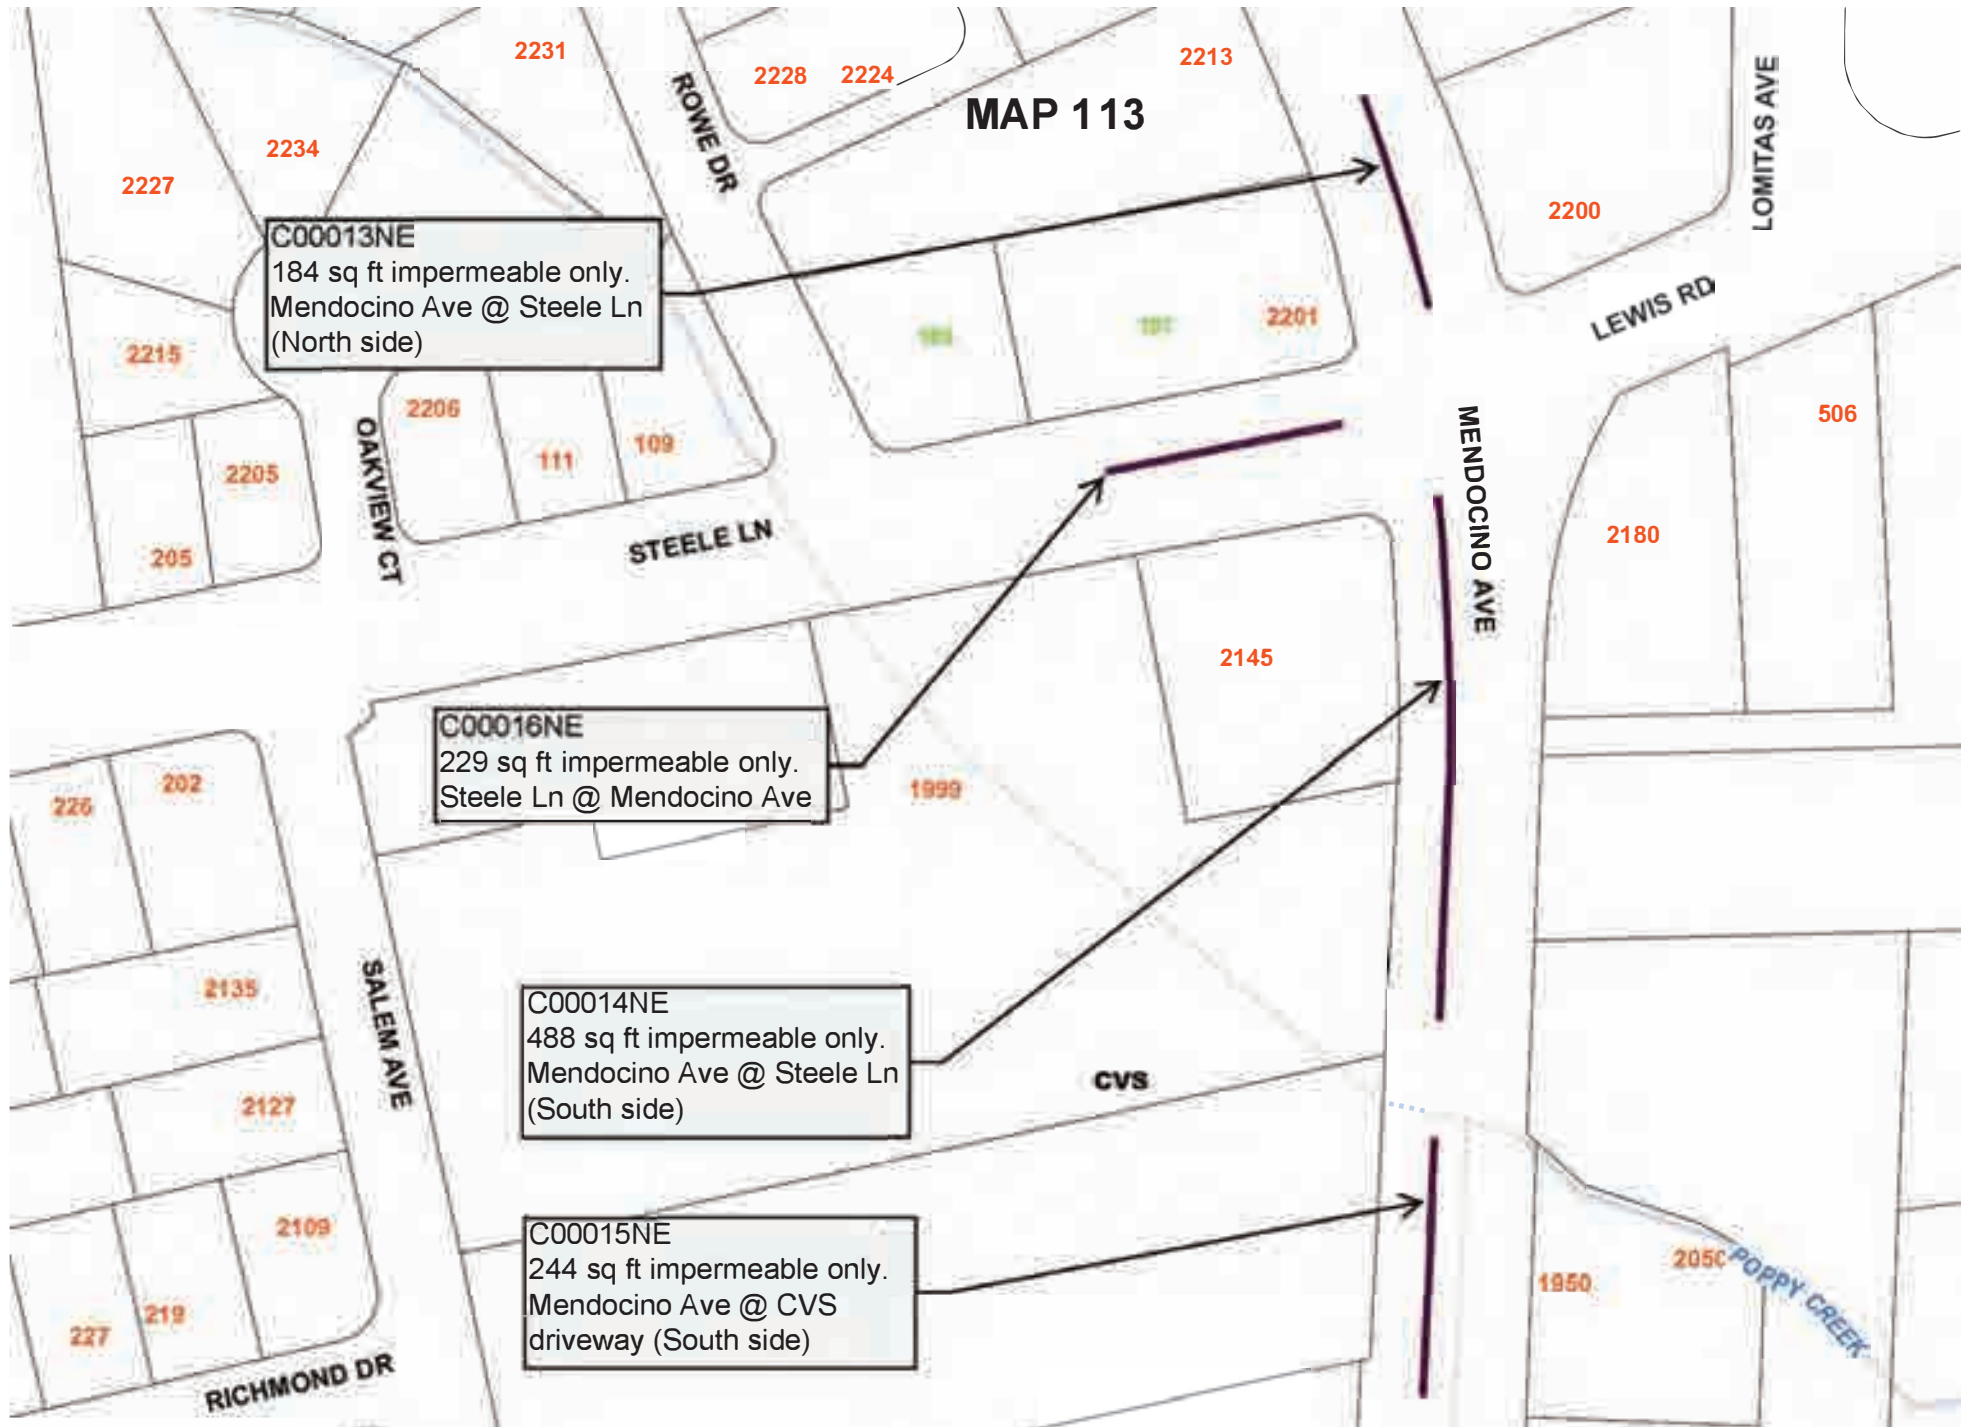 2231
2228
2224
2213
MAP 113
ROWE DR
LOMITAS AVE
2234
2227
2200
C00013NE
184 sq ft impermeable only.
Mendocino Ave @ Steele Ln
(North side)
2201
LEWIS RD
2215
2206
111
109
506
OAKVIEW CT
MENDOCINO AVE
2205
205
STEELE LN
2180
2145
C00016NE
229 sq ft impermeable only.
Steele Ln @ Mendocino Ave
1999
226
202
2135
SALEM AVE
C00014NE
488 sq ft impermeable only.
Mendocino Ave @ Steele Ln
(South side)
CVS
2127
2109
C00015NE
244 sq ft impermeable only.
Mendocino Ave @ CVS
driveway (South side)
1950
2050
POPPY CREEK
219
227
RICHMOND DR